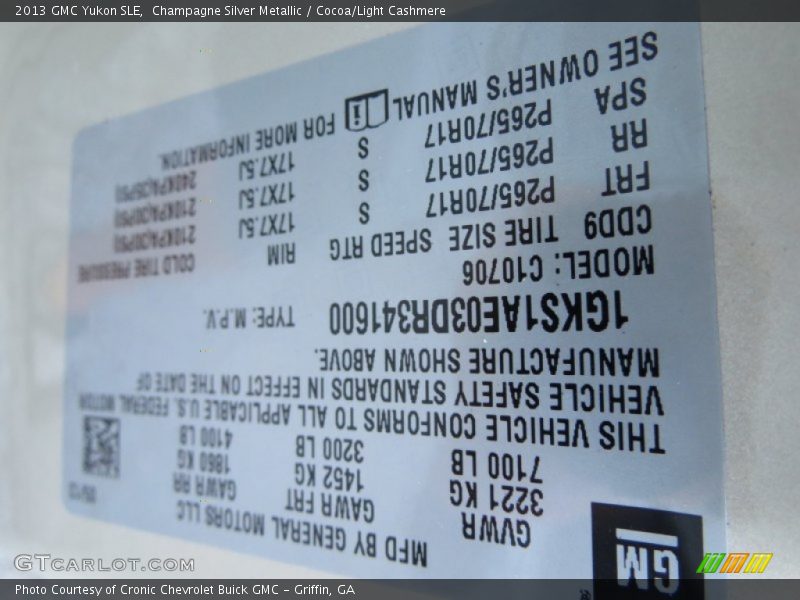 2013 GMC Yukon SLE, Champagne Silver Metallic / Cocoa/Light Cashmere
GM
MFD BY GENERAL MOTORS LLC
GVWR GAWR FRT GAWR RR
3221 KG 1452 KG 1860 KG
7100 LB 3200 LB 4100 LB
THIS VEHICLE CONFORMS TO ALL APPLICABLE U.S. FEDERAL MOTOR
VEHICLE SAFETY STANDARDS IN EFFECT ON THE DATE OF
MANUFACTURE SHOWN ABOVE.
1GKS1AE03DR341600 TYPE: M.P.V.
MODEL: C10706
CDD9 TIRE SIZE SPEED RTG RIM COLD TIRE PRESSURE
FRT P265/70R17 S 17X7.5J 210KPA(30PSI)
RR P265/70R17 S 17X7.5J 210KPA(30PSI)
SPA P265/70R17 S 17X7.5J 240KPA(35PSI)
SEE OWNER'S MANUAL FOR MORE INFORMATION.
GTCARLOT.COM
Photo Courtesy of Cronic Chevrolet Buick GMC - Griffin, GA